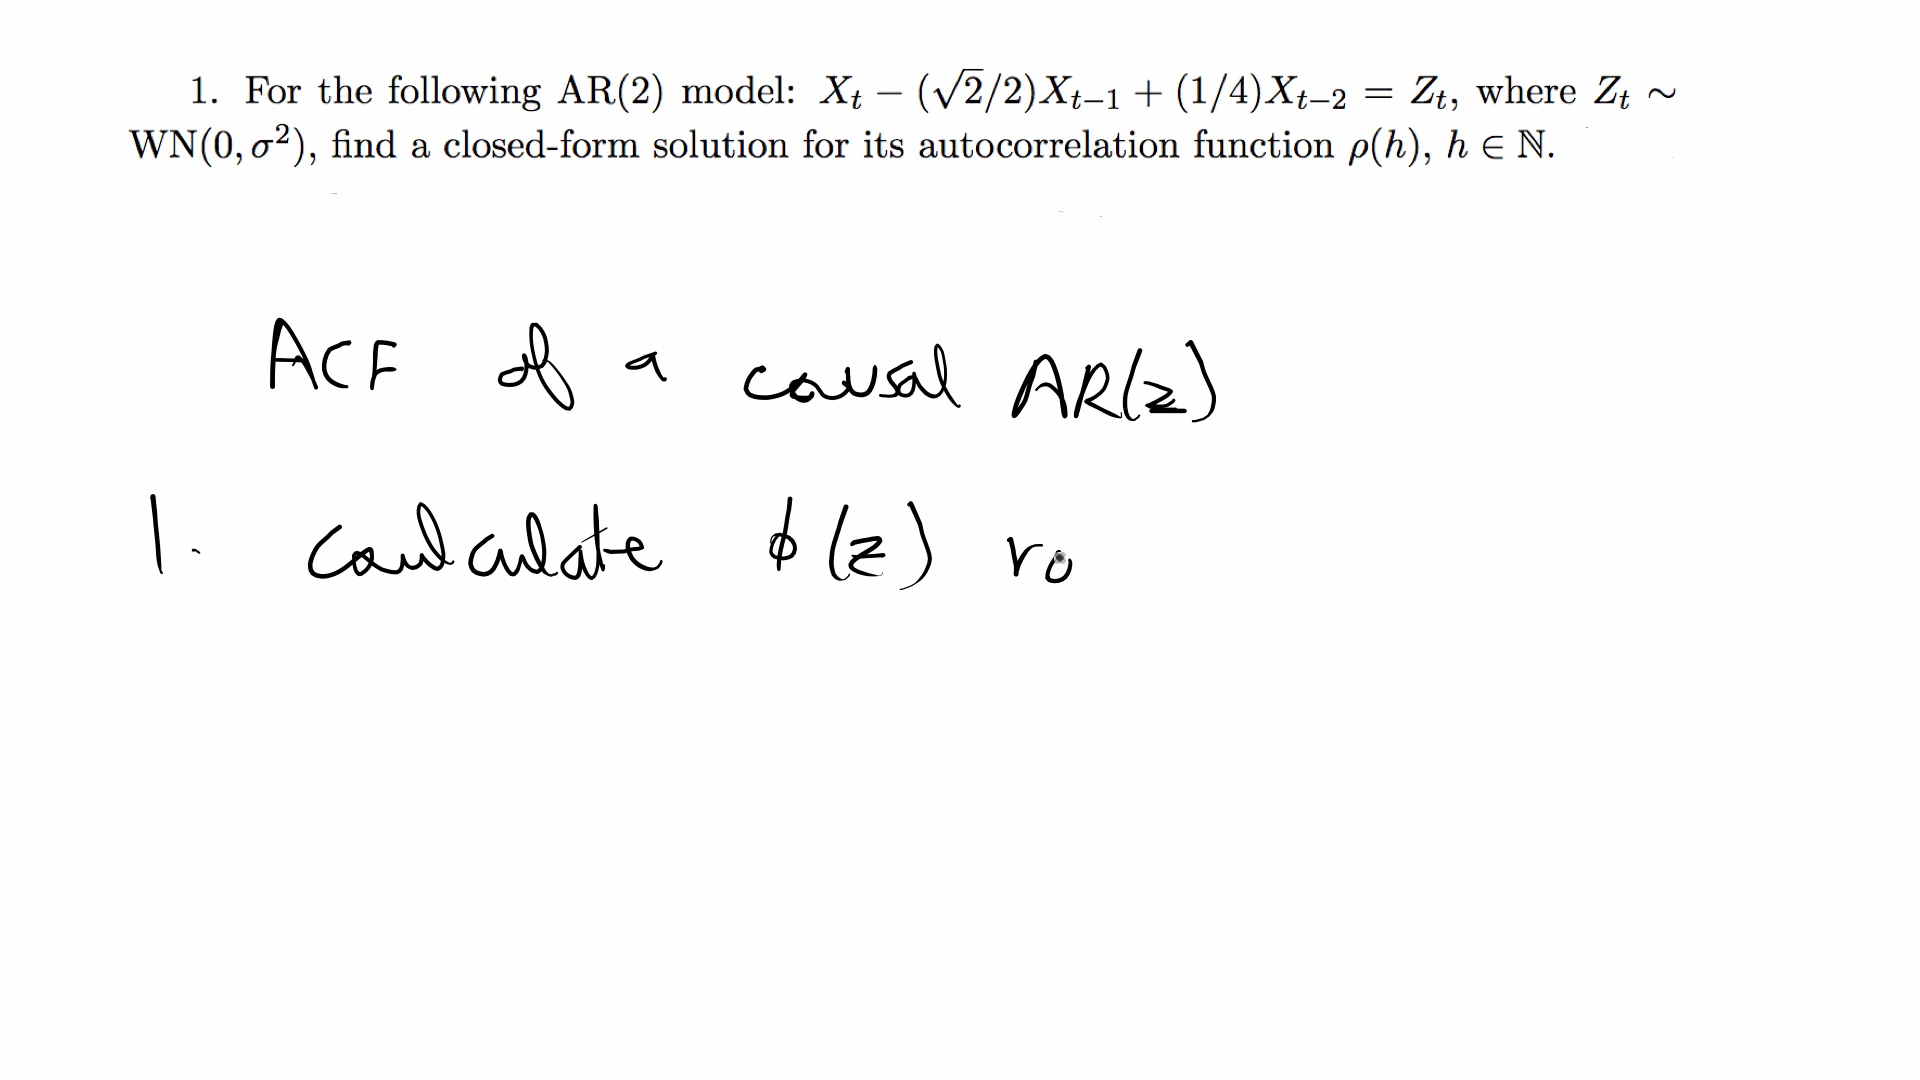 1. For the following AR(2) model: X_t − (√2/2)X_{t−1} + (1/4)X_{t−2} = Z_t, where Z_t ∼
WN(0, σ²), find a closed-form solution for its autocorrelation function ρ(h), h ∈ ℕ.
ACF of a causal AR(2)
1. calculate ϕ(z) ro